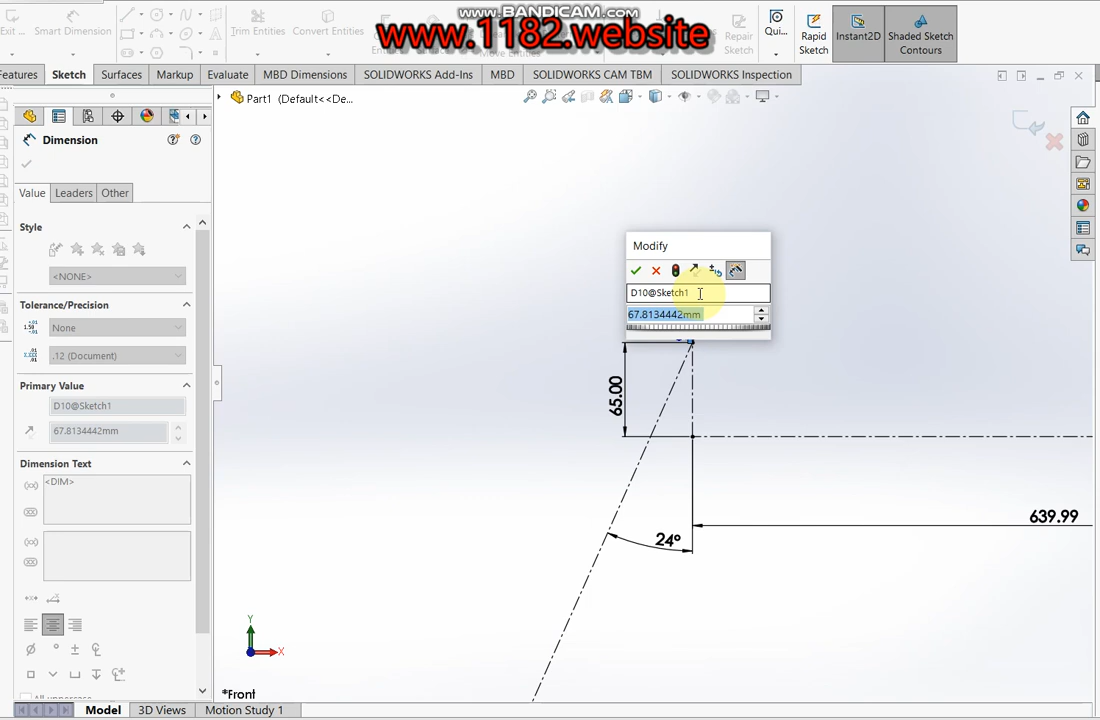 www.BANDICAM.com
www.1182.website
Exit ...
Smart Dimension
Trim Entities
Convert Entities
Repair Sketch
Qui...
Rapid Sketch
Instant2D
Shaded Sketch Contours
Features
Sketch
Surfaces
Markup
Evaluate
MBD Dimensions
SOLIDWORKS Add-Ins
MBD
SOLIDWORKS CAM TBM
SOLIDWORKS Inspection
Part1 (Default<<De...
Dimension
Value
Leaders
Other
Style
<NONE>
Tolerance/Precision
None
.12 (Document)
Primary Value
D10@Sketch1
67.8134442mm
Dimension Text
<DIM>
All uppercase
Modify
D10@Sketch1
67.8134442mm
65.00
639.99
24°
Y
X
*Front
Model
3D Views
Motion Study 1